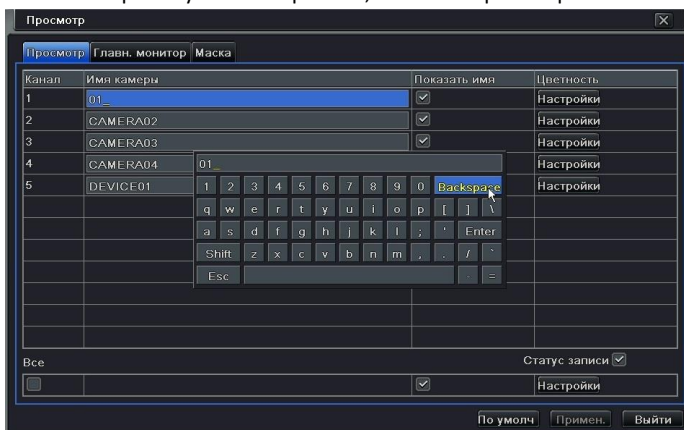 Просмотр
Просмотр Главн. монитор Маска
Канал Имя камеры Показать имя Цветность
1 01_ Настройки
2 CAMERA02 Настройки
3 CAMERA03 Настройки
4 CAMERA04 Настройки
5 DEVICE01 Настройки
01_
1 2 3 4 5 6 7 8 9 0 Backspace
q w e r t y u i o p [ ] \
a s d f g h j k l ; ' Enter
Shift z x c v b n m , . / `
Esc - =
Все Статус записи
Настройки
По умолч Примен. Выйти